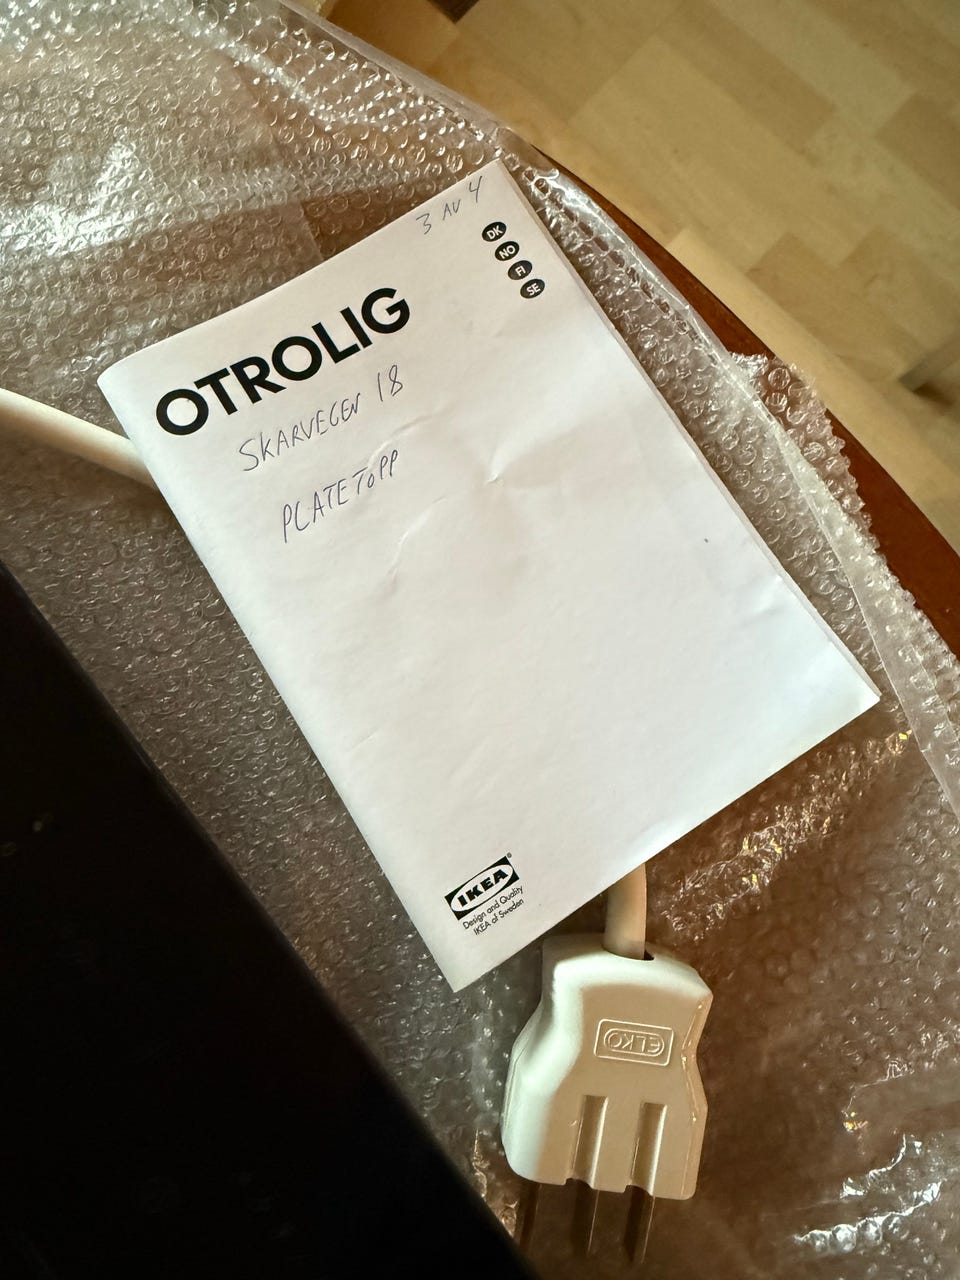 3 AV 4
DK
NO
FI
SE
OTROLIG
SKARVEGEN 18
PLATETOPP
IKEA®
Design and Quality
IKEA of Sweden
ELKO